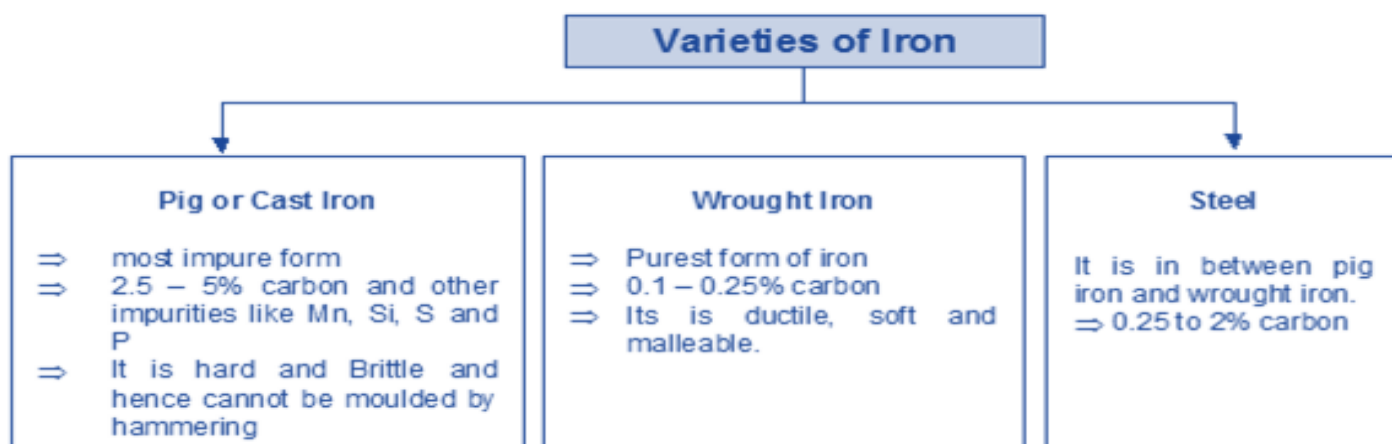 Varieties of Iron
Pig or Cast Iron
⇒ most impure form
⇒ 2.5 – 5% carbon and other
impurities like Mn, Si, S and
P
⇒ It is hard and Brittle and
hence cannot be moulded by
hammering
Wrought Iron
⇒ Purest form of iron
⇒ 0.1 – 0.25% carbon
⇒ Its is ductile, soft and
malleable.
Steel
It is in between pig
iron and wrought iron.
⇒ 0.25 to 2% carbon